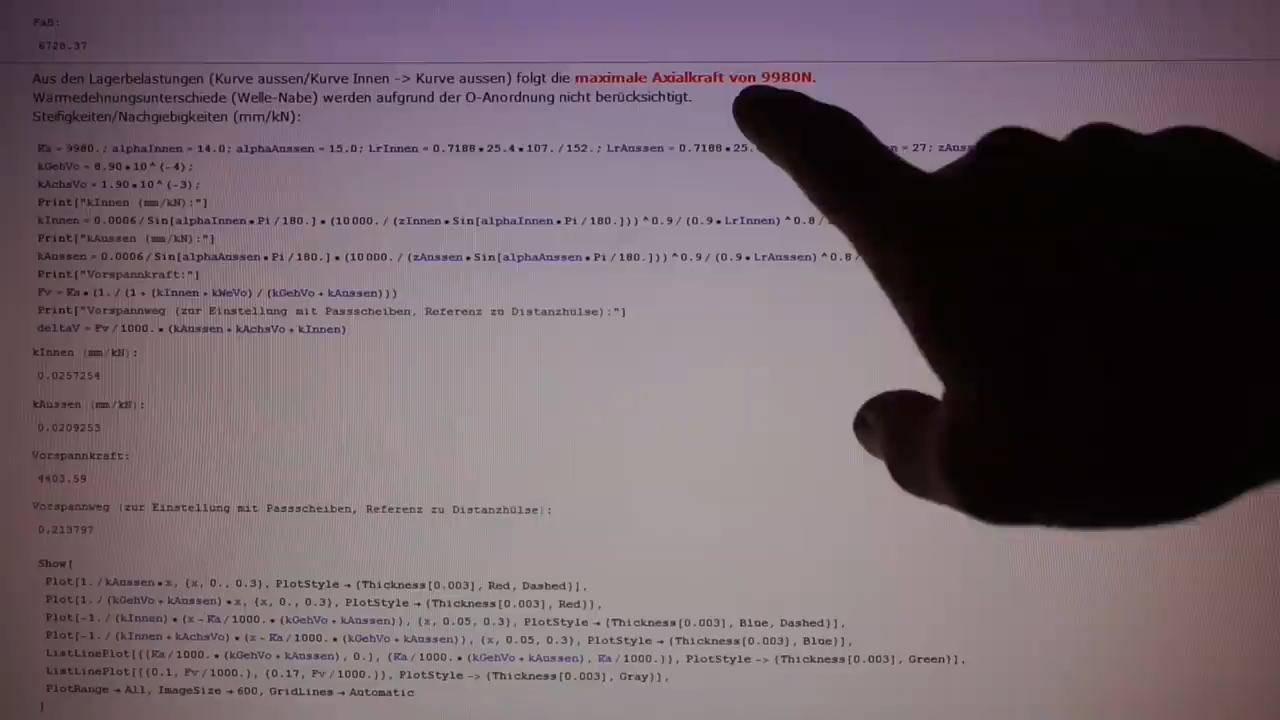 FaB:
6728.37
Aus den Lagerbelastungen (Kurve aussen/Kurve Innen -> Kurve aussen) folgt die maximale Axialkraft von 9980N.
Wärmedehnungsunterschiede (Welle-Nabe) werden aufgrund der O-Anordnung nicht berücksichtigt.
Steifigkeiten/Nachgiebigkeiten (mm/kN):
Ka = 9980.; alphaInnen = 14.0; alphaAussen = 15.0; LrInnen = 0.7188*25.4*107./152.; LrAussen = 0.7188*25. = 27; zAuss
kGehVo = 8.90*10^(-4);
kAchsVo = 1.90*10^(-3);
Print["kInnen (mm/kN):"]
kInnen = 0.0006/Sin[alphaInnen*Pi/180.]*(10000./(zInnen*Sin[alphaInnen*Pi/180.]))^0.9/(0.9*LrInnen)^0.8/
Print["kAussen (mm/kN):"]
kAussen = 0.0006/Sin[alphaAussen*Pi/180.]*(10000./(zAussen*Sin[alphaAussen*Pi/180.]))^0.9/(0.9*LrAussen)^0.8/
Print["Vorspannkraft:"]
Fv = Ka*(1./(1+(kInnen+kWeVo)/(kGehVo+kAussen)))
Print["Vorspannweg (zur Einstellung mit Passscheiben, Referenz zu Distanzhülse):"]
deltaV = Fv/1000.*(kAussen+kAchsVo+kInnen)
kInnen (mm/kN):
0.0257254
kAussen (mm/kN):
0.0209253
Vorspannkraft:
4403.59
Vorspannweg (zur Einstellung mit Passscheiben, Referenz zu Distanzhülse):
0.213797
Show[
Plot[1./kAussen*x, {x, 0., 0.3}, PlotStyle → {Thickness[0.003], Red, Dashed}],
Plot[1./(kGehVo+kAussen)*x, {x, 0., 0.3}, PlotStyle → {Thickness[0.003], Red}],
Plot[-1./(kInnen)*(x-Ka/1000.*(kGehVo+kAussen)), {x, 0.05, 0.3}, PlotStyle → {Thickness[0.003], Blue, Dashed}],
Plot[-1./(kInnen+kAchsVo)*(x-Ka/1000.*(kGehVo+kAussen)), {x, 0.05, 0.3}, PlotStyle → {Thickness[0.003], Blue}],
ListLinePlot[{{Ka/1000.*(kGehVo+kAussen), 0.}, {Ka/1000.*(kGehVo+kAussen), Ka/1000.}}, PlotStyle -> {Thickness[0.003], Green}],
ListLinePlot[{{0.1, Fv/1000.}, {0.17, Fv/1000.}}, PlotStyle -> {Thickness[0.003], Gray}],
PlotRange → All, ImageSize → 600, GridLines → Automatic
]